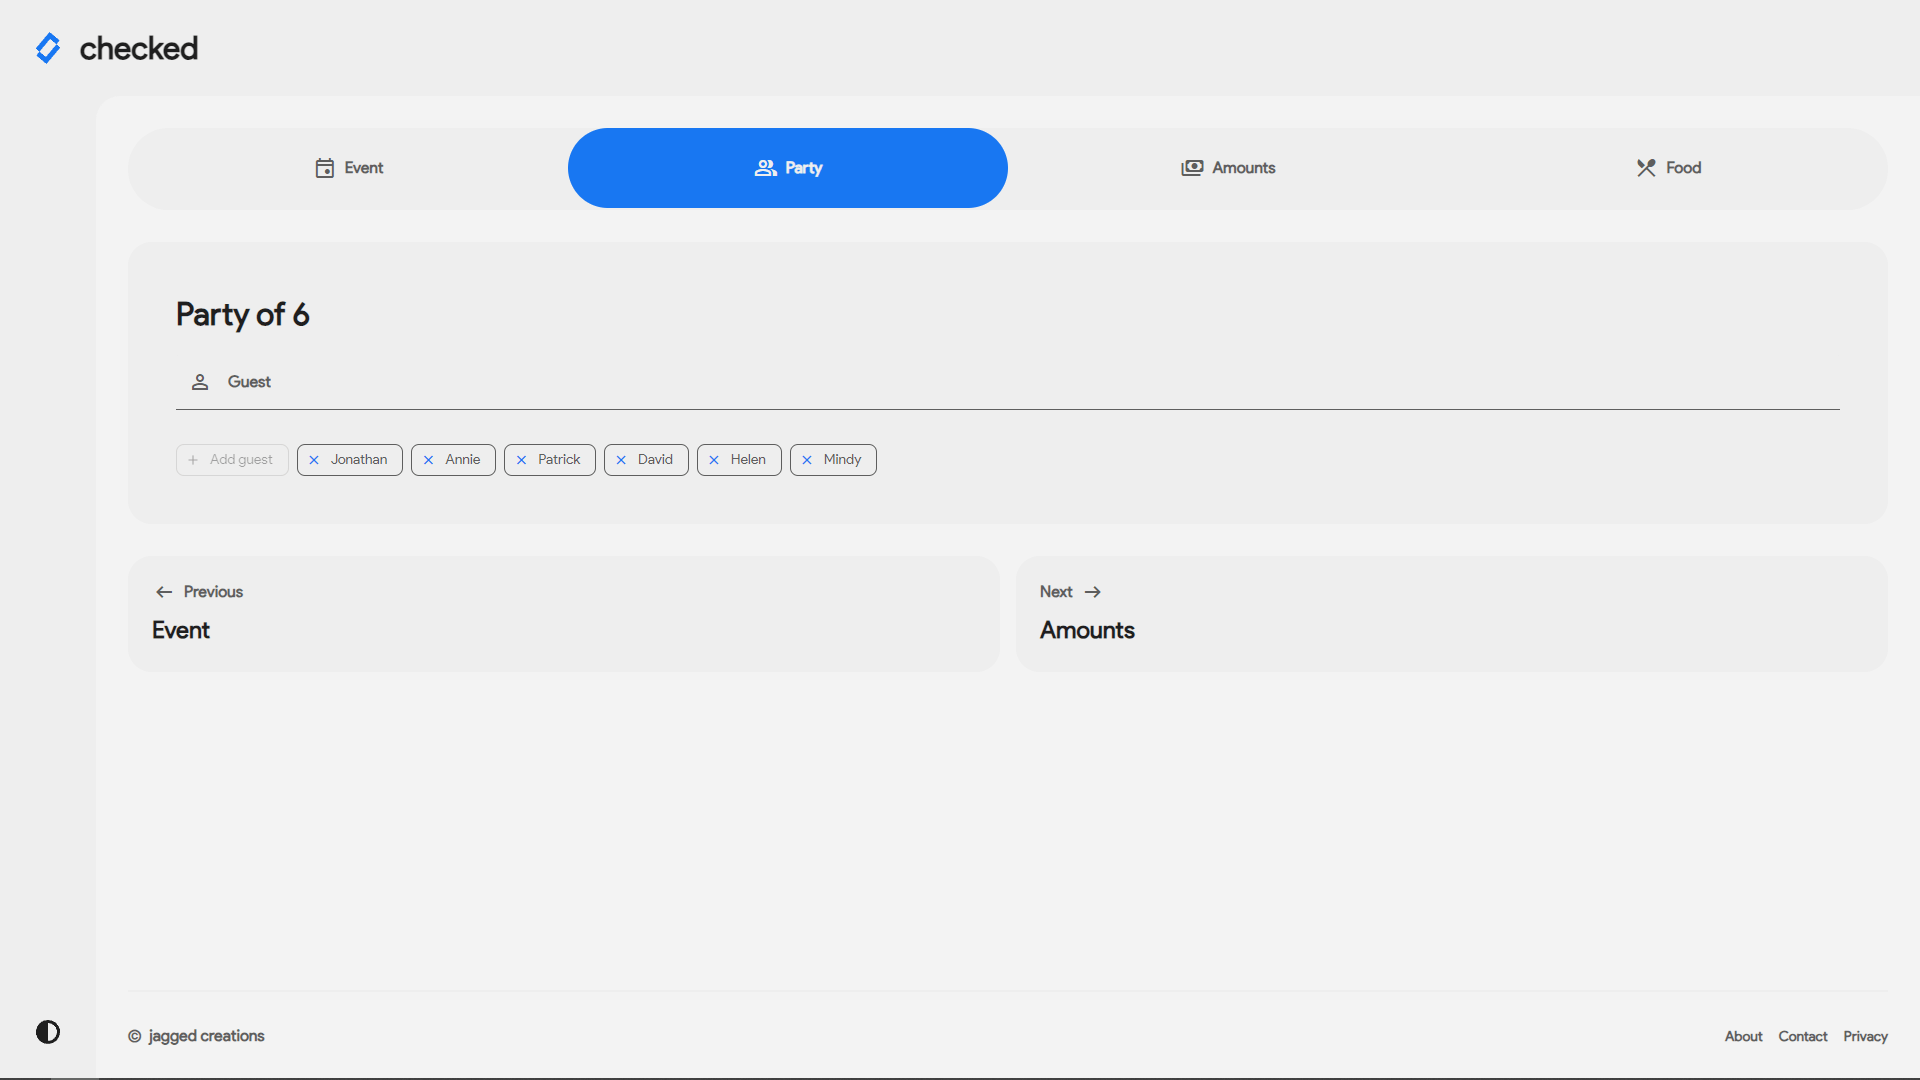 checked
Event
Party
Amounts
Food
Party of 6
Guest
Add guest
Jonathan
Annie
Patrick
David
Helen
Mindy
Previous
Event
Next
Amounts
© jagged creations
About
Contact
Privacy